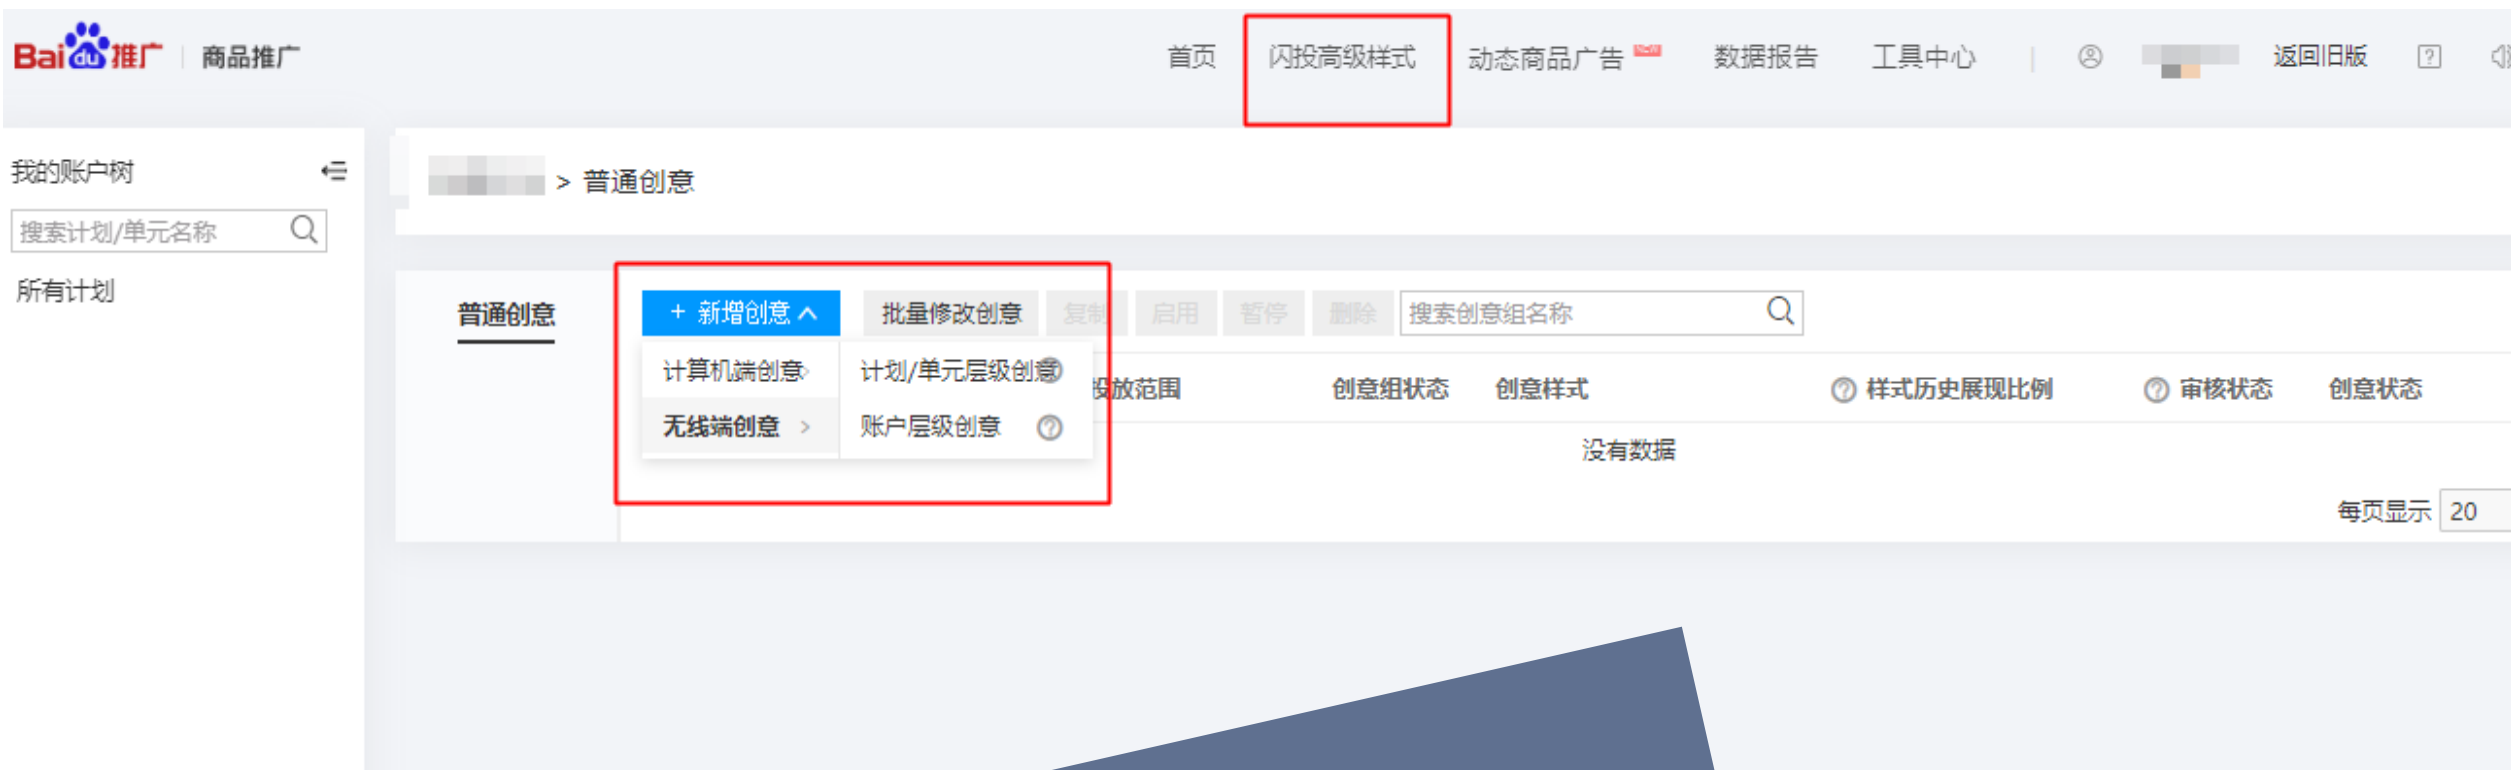 Bai du 推广 商品推广 首页 闪投高级样式 动态商品广告 数据报告 工具中心 返回旧版
我的账户树
搜索计划/单元名称
所有计划
> 普通创意
普通创意
+ 新增创意 批量修改创意 复制 启用 暂停 删除 搜索创意组名称
计算机端创意 计划/单元层级创意
无线端创意 > 账户层级创意
投放范围 创意组状态 创意样式 样式历史展现比例 审核状态 创意状态
没有数据
每页显示 20